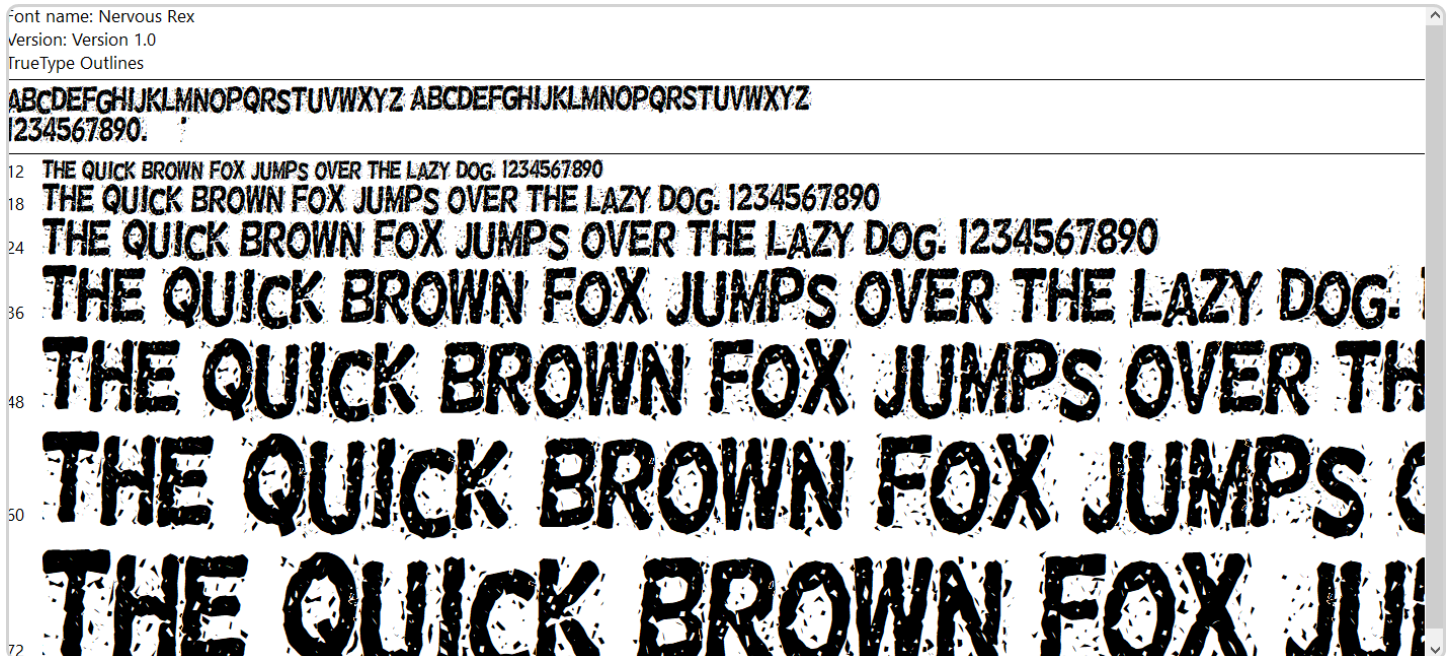 Font name: Nervous Rex
Version: Version 1.0
TrueType Outlines
ABCDEFGHIJKLMNOPQRSTUVWXYZ ABCDEFGHIJKLMNOPQRSTUVWXYZ
1234567890.
12 THE QUICK BROWN FOX JUMPS OVER THE LAZY DOG. 1234567890
18 THE QUICK BROWN FOX JUMPS OVER THE LAZY DOG. 1234567890
24 THE QUICK BROWN FOX JUMPS OVER THE LAZY DOG. 1234567890
36 THE QUICK BROWN FOX JUMPS OVER THE LAZY DOG.
48 THE QUICK BROWN FOX JUMPS OVER TH
60 THE QUICK BROWN FOX JUMPS
72 THE QUICK BROWN FOX JU